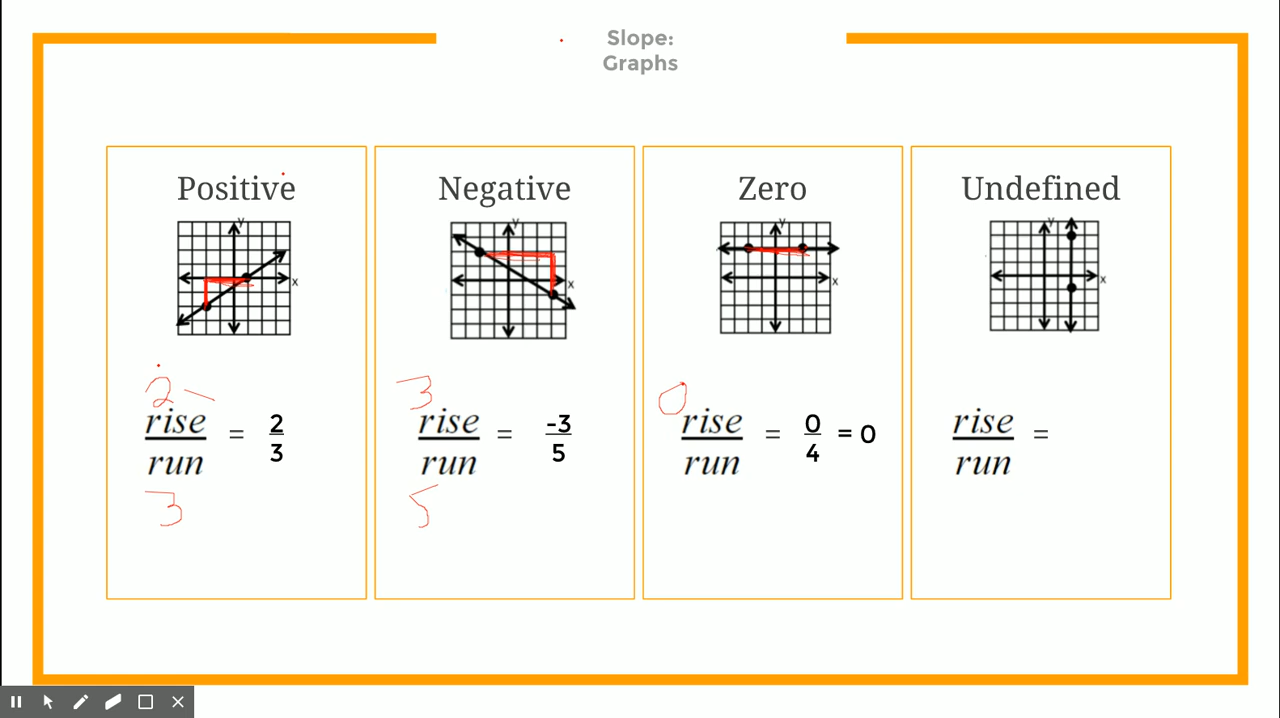 Slope:
Graphs
Positive
y
x
2
rise
run
= 2
3
3
Negative
y
x
3
rise
run
= -3
5
5
Zero
y
x
0
rise
run
= 0
4
= 0
Undefined
y
x
rise
run
=